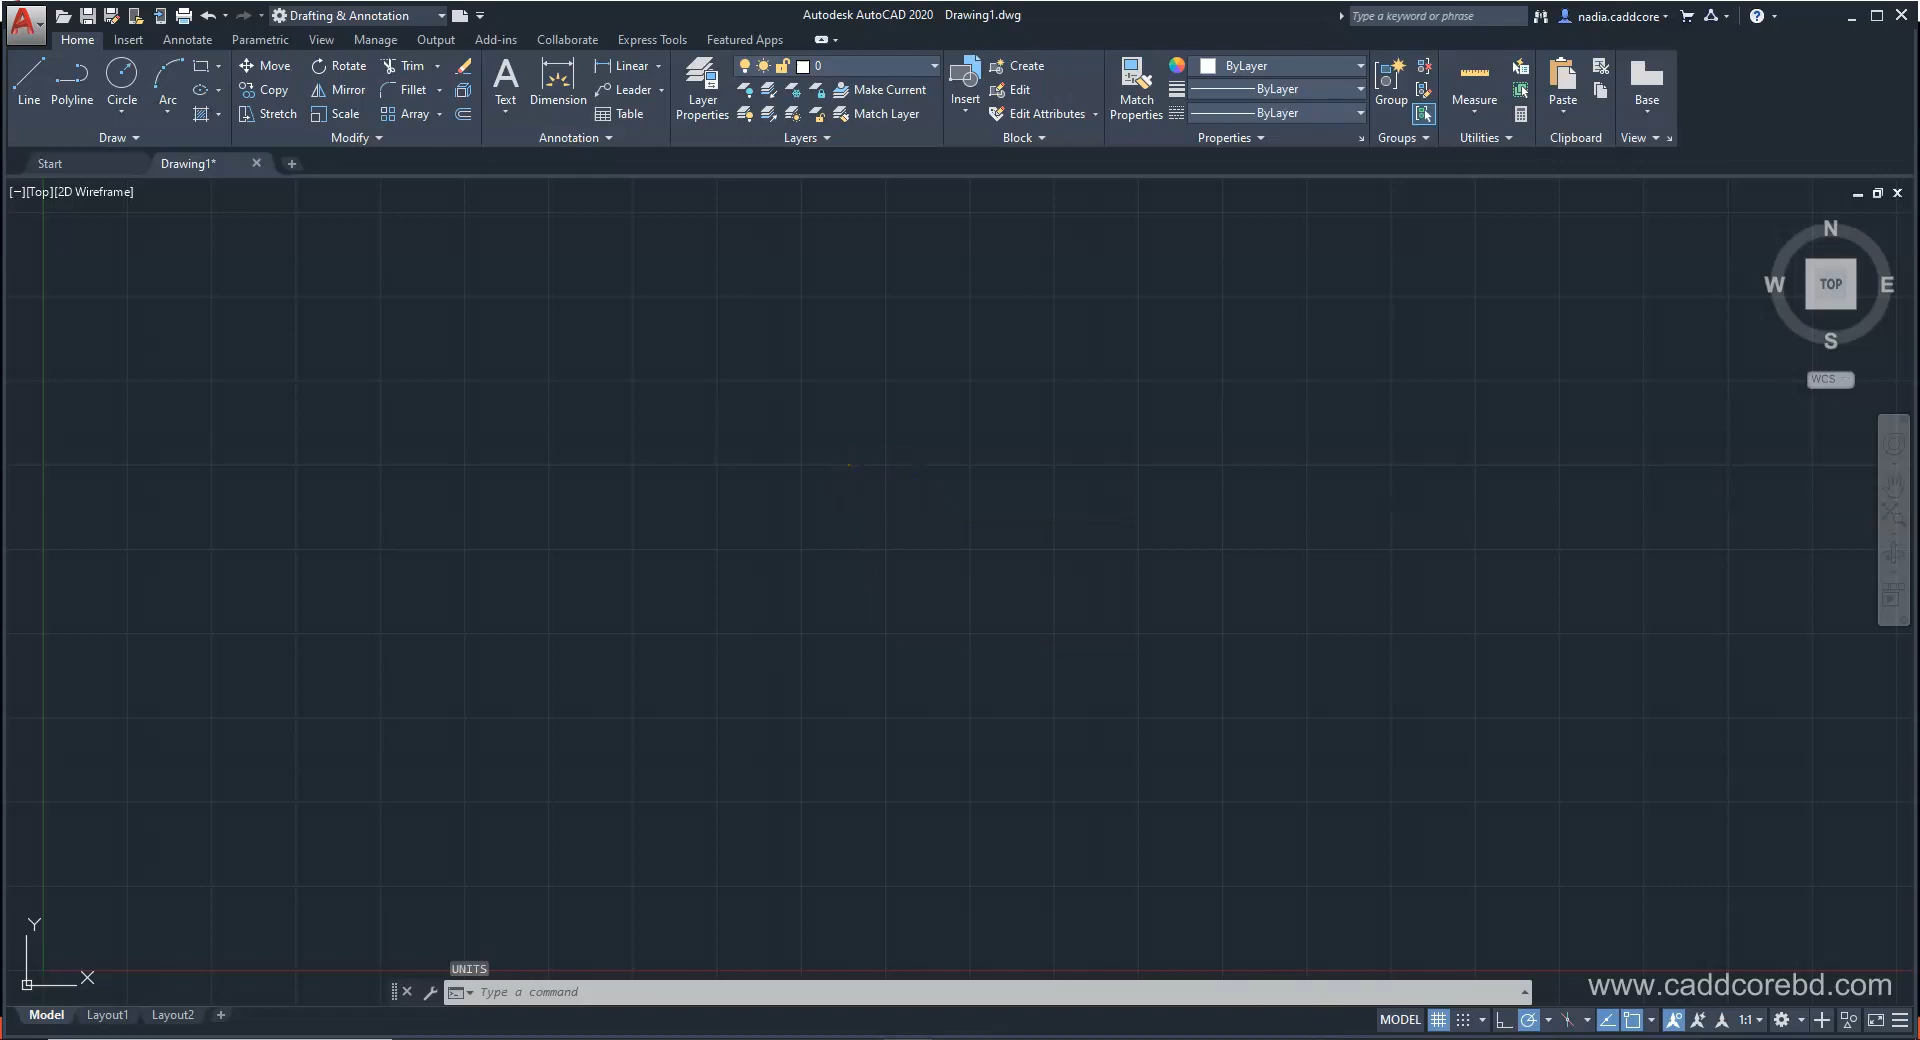 Drafting & Annotation
Autodesk AutoCAD 2020 Drawing1.dwg
Type a keyword or phrase
nadia.caddcore
Home Insert Annotate Parametric View Manage Output Add-ins Collaborate Express Tools Featured Apps
Line
Polyline
Circle
Arc
Draw
Move
Rotate
Trim
Copy
Mirror
Fillet
Stretch
Scale
Array
Modify
Text
Dimension
Linear
Leader
Table
Annotation
Layer
Properties
0
Make Current
Match Layer
Layers
Insert
Create
Edit
Edit Attributes
Block
Match
Properties
ByLayer
ByLayer
ByLayer
Properties
Group
Groups
Measure
Utilities
Paste
Clipboard
Base
View
Start
Drawing1*
[−][Top][2D Wireframe]
N
W
TOP
E
S
WCS
Y
X
UNITS
Type a command
www.caddcorebd.com
Model Layout1 Layout2 +
MODEL
1:1